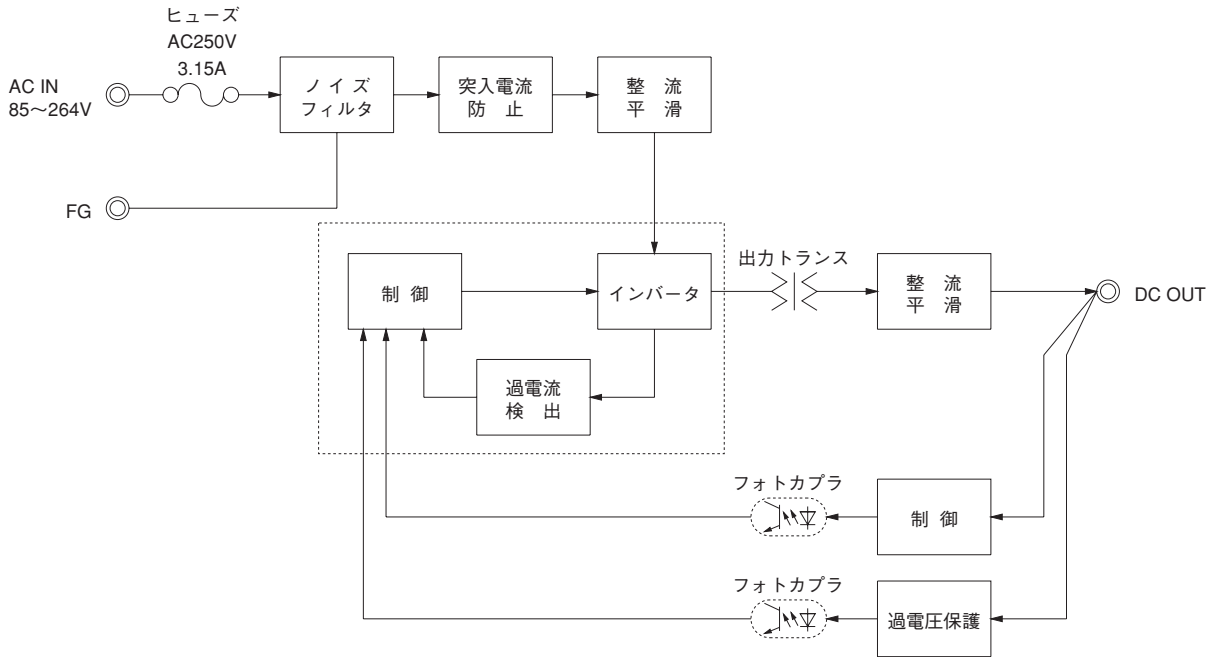 ヒューズ
AC250V
3.15A
AC IN
85～264V
ノイズ
フィルタ
突入電流
防止
整流
平滑
FG
制御
インバータ
出力トランス
整流
平滑
DC OUT
過電流
検出
フォトカプラ
制御
フォトカプラ
過電圧保護